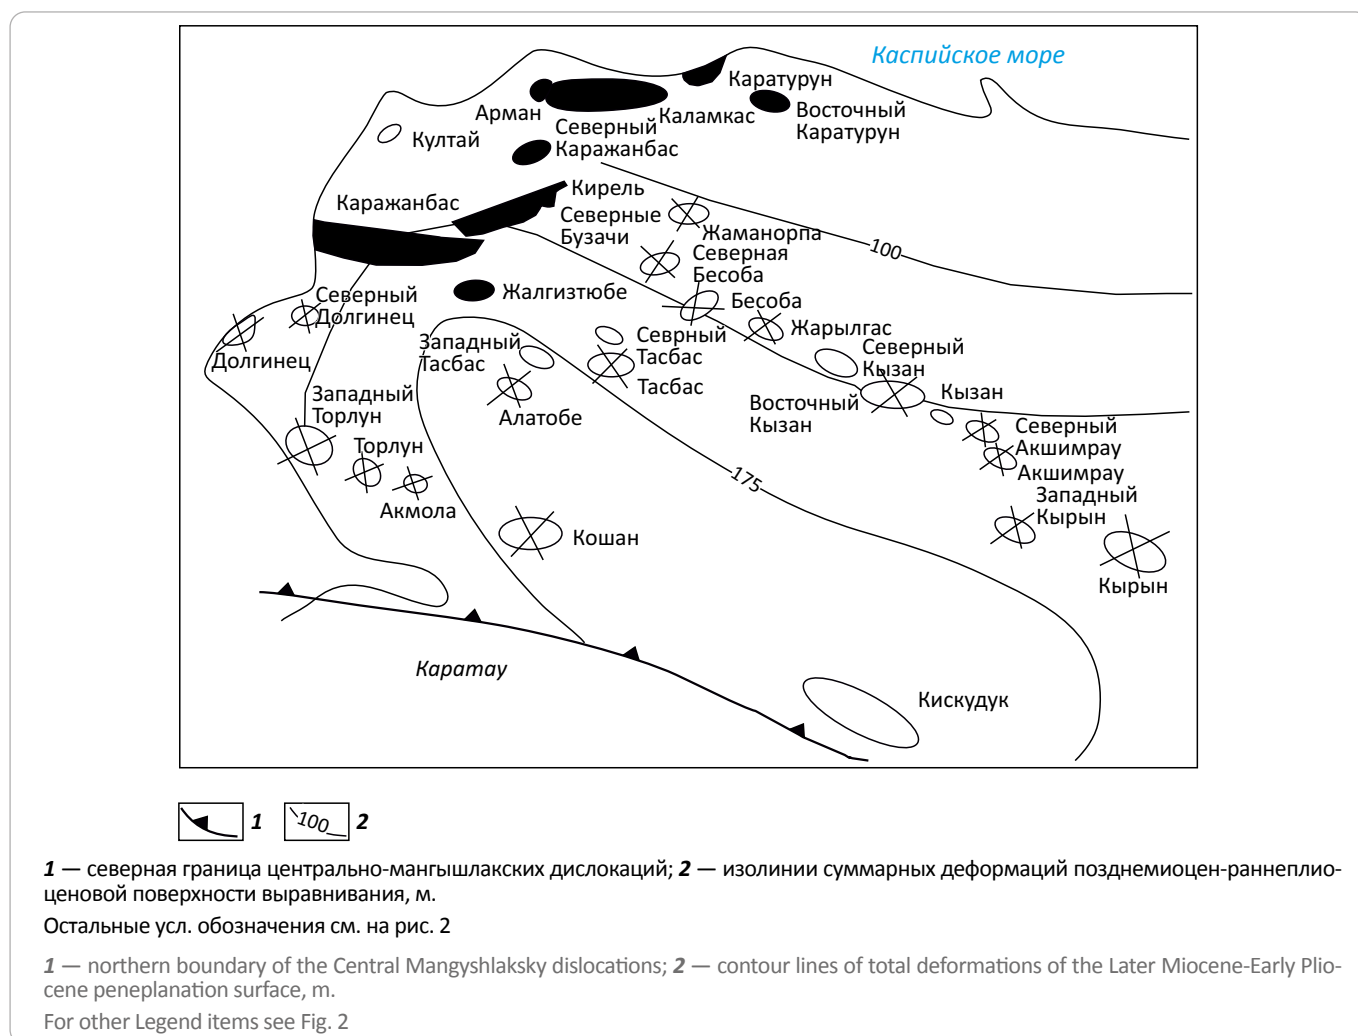 Каспийское море
Каратурун
Арман
Каламкас
Восточный
Каратурун
Култай
Северный
Каражанбас
Каражанбас
Кирель
Северные
Бузачи
Жаманорпа
100
Северная
Бесоба
Жалгизтюбе
Бесоба
Северный
Долгинец
Долгинец
Западный
Тасбас
Севрный
Тасбас
Тасбас
Жарылгас
Северный
Кызан
Западный
Торлун
Алатобе
Восточный
Кызан
Кызан
Торлун
Северный
Акшимрау
Акшимрау
175
Акмола
Западный
Кырын
Кошан
Кырын
Каратау
Кискудук
1
100
2
1 — северная граница центрально-мангышлакских дислокаций; 2 — изолинии суммарных деформаций позднемиоцен-раннеплио-
ценовой поверхности выравнивания, м.
Остальные усл. обозначения см. на рис. 2
1 — northern boundary of the Central Mangyshlaksky dislocations; 2 — contour lines of total deformations of the Later Miocene-Early Plio-
cene peneplanation surface, m.
For other Legend items see Fig. 2